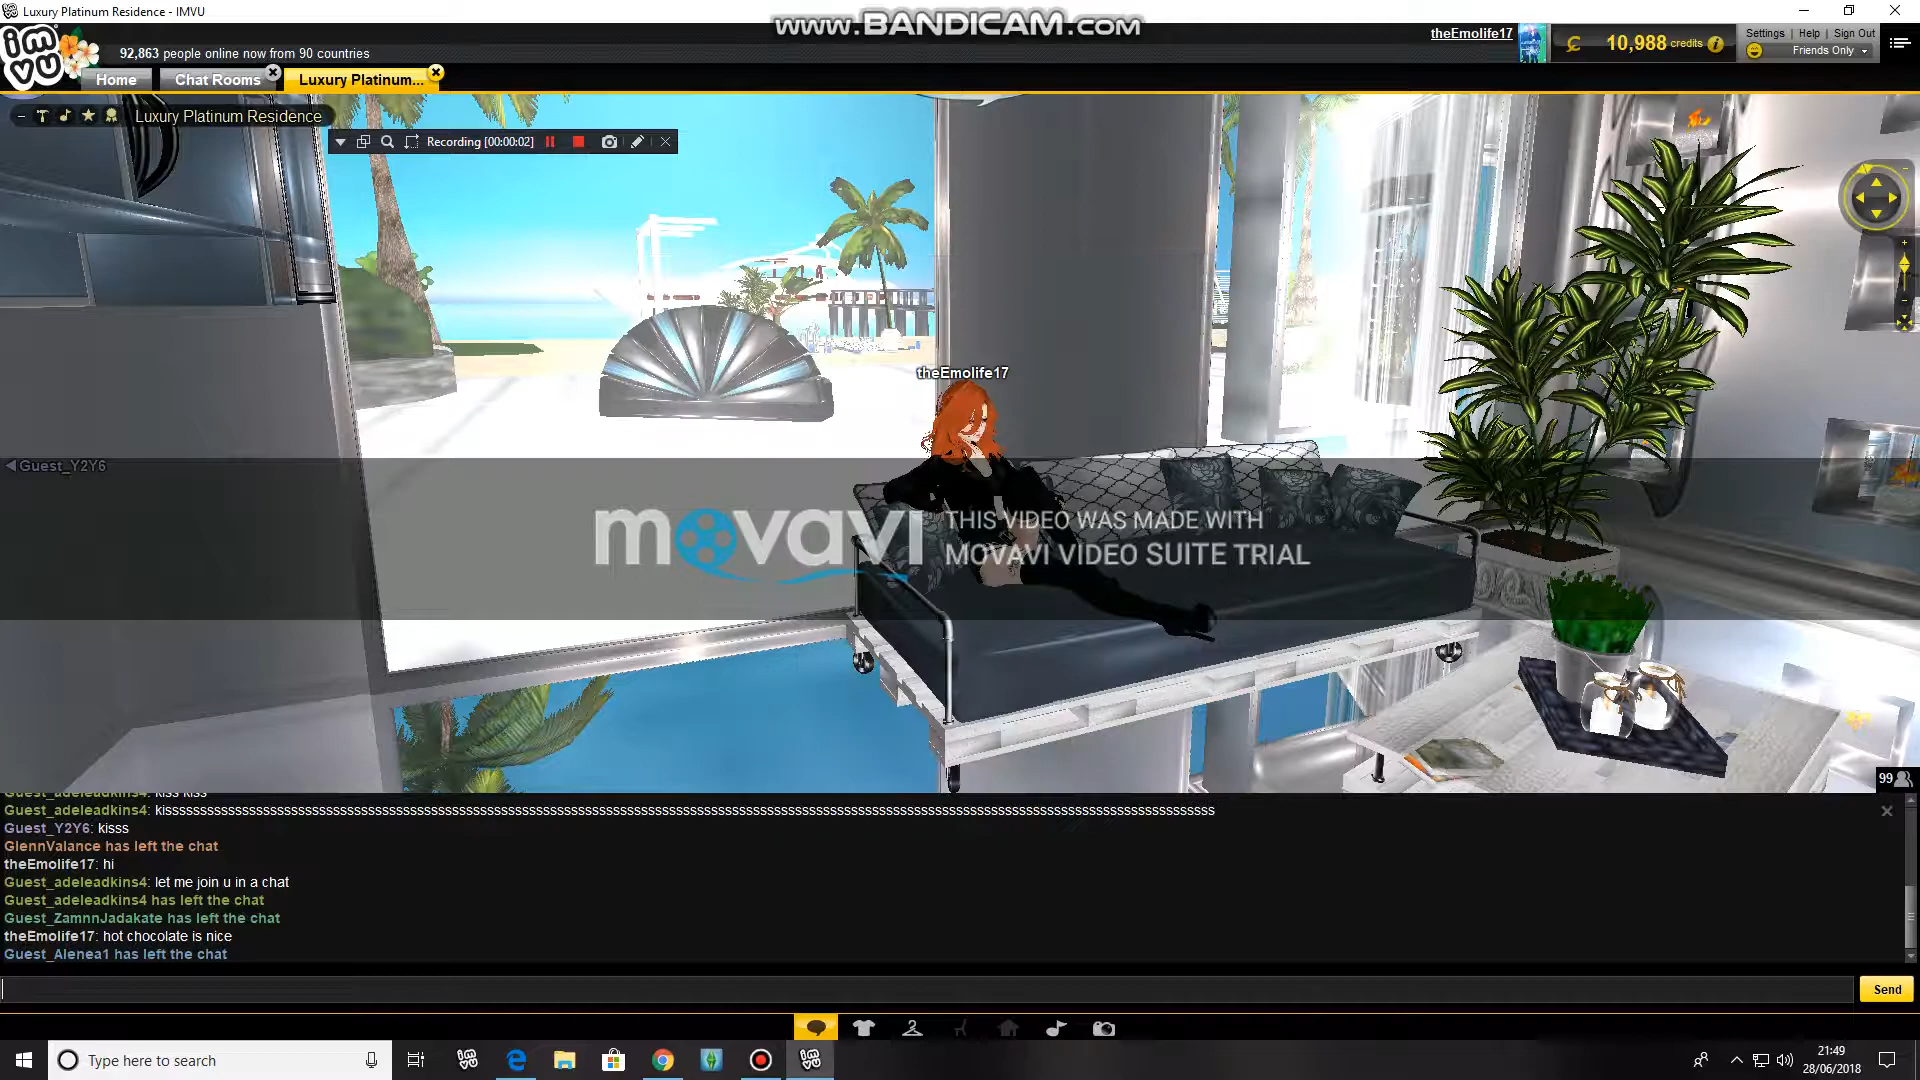 Luxury Platinum Residence - IMVU
www.BANDICAM.com
imvu
92,863 people online now from 90 countries
theEmolife17
10,988 credits
Settings | Help | Sign Out
Friends Only
Home
Chat Rooms
Luxury Platinum...
Luxury Platinum Residence
Recording [00:00:02]
theEmolife17
Guest_Y2Y6
movavi
THIS VIDEO WAS MADE WITH
MOVAVI VIDEO SUITE TRIAL
99
Guest_adeleadkins4: kiss kiss
Guest_Y2Y6: kisss
GlennValance has left the chat
theEmolife17: hi
Guest_adeleadkins4: let me join u in a chat
Guest_adeleadkins4 has left the chat
Guest_ZamnnJadakate has left the chat
theEmolife17: hot chocolate is nice
Guest_Alenea1 has left the chat
Send
Type here to search
21:49
28/06/2018